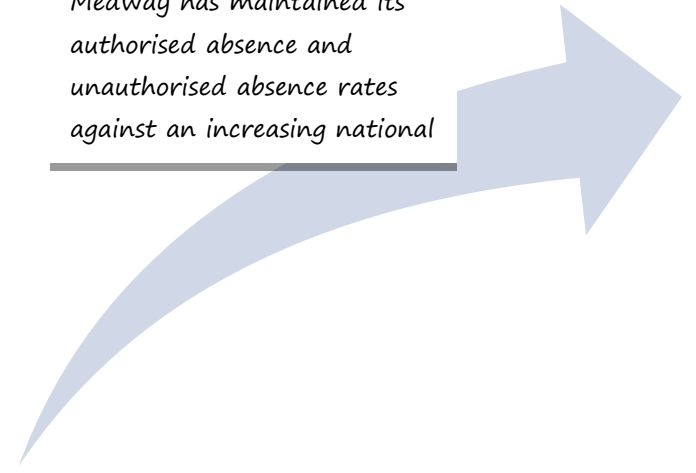 Medway has maintained its
authorised absence and
unauthorised absence rates
against an increasing national